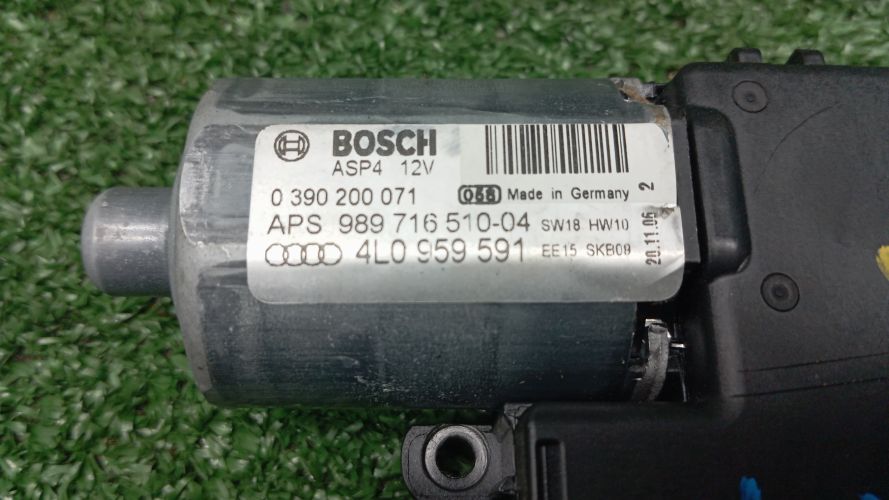 BOSCH
ASP4 12V
0 390 200 071 068 Made in Germany
APS 989 716 510-04 SW18 HW10
4L0 959 591 EE15 SKB09
20.11.06 2